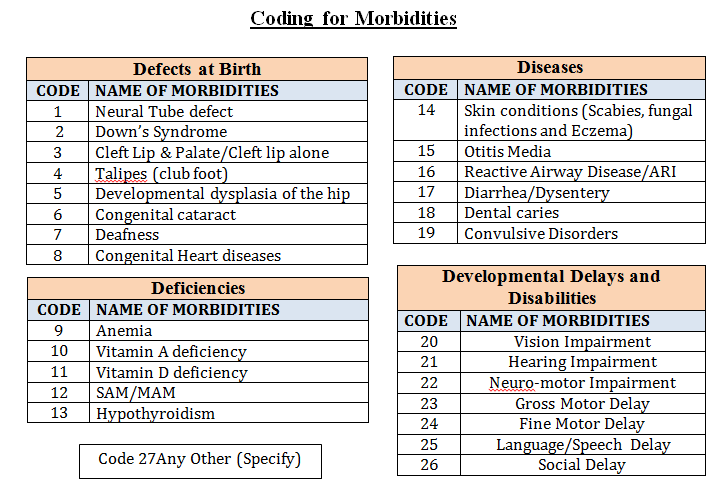 Coding for Morbidities
Defects at Birth
CODE NAME OF MORBIDITIES
1 Neural Tube defect
2 Down's Syndrome
3 Cleft Lip & Palate/Cleft lip alone
4 Talipes (club foot)
5 Developmental dysplasia of the hip
6 Congenital cataract
7 Deafness
8 Congenital Heart diseases
Deficiencies
CODE NAME OF MORBIDITIES
9 Anemia
10 Vitamin A deficiency
11 Vitamin D deficiency
12 SAM/MAM
13 Hypothyroidism
Code 27Any Other (Specify)
Diseases
CODE NAME OF MORBIDITIES
14 Skin conditions (Scabies, fungal
infections and Eczema)
15 Otitis Media
16 Reactive Airway Disease/ARI
17 Diarrhea/Dysentery
18 Dental caries
19 Convulsive Disorders
Developmental Delays and
Disabilities
CODE NAME OF MORBIDITIES
20 Vision Impairment
21 Hearing Impairment
22 Neuro-motor Impairment
23 Gross Motor Delay
24 Fine Motor Delay
25 Language/Speech Delay
26 Social Delay